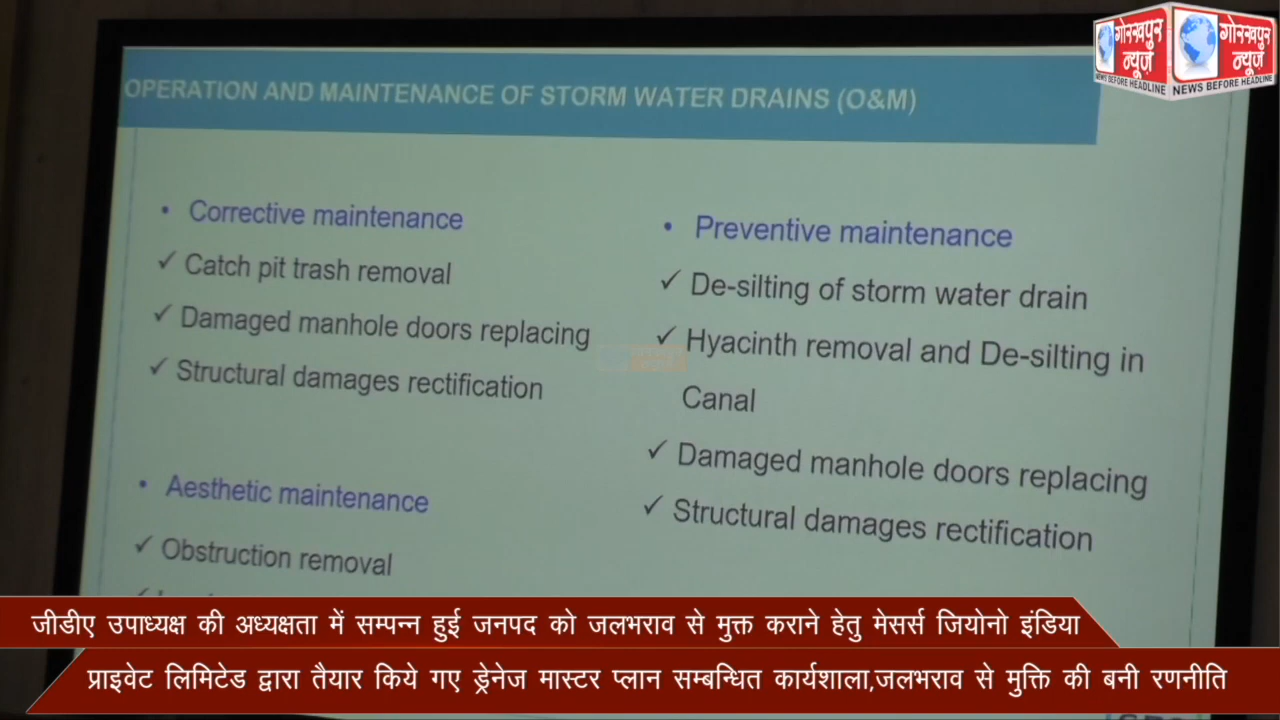 गोरखपुर
न्यूज
NEWS BEFORE HEADLINE
गोरखपुर
न्यूज
NEWS BEFORE HEADLINE
OPERATION AND MAINTENANCE OF STORM WATER DRAINS (O&M)
• Corrective maintenance
✓ Catch pit trash removal
✓ Damaged manhole doors replacing
✓ Structural damages rectification
• Aesthetic maintenance
✓ Obstruction removal
• Preventive maintenance
✓ De-silting of storm water drain
✓ Hyacinth removal and De-silting in
Canal
✓ Damaged manhole doors replacing
✓ Structural damages rectification
जीडीए उपाध्यक्ष की अध्यक्षता में सम्पन्न हुई जनपद को जलभराव से मुक्त कराने हेतु मेसर्स जियोनो इंडिया
प्राइवेट लिमिटेड द्वारा तैयार किये गए ड्रेनेज मास्टर प्लान सम्बन्धित कार्यशाला,जलभराव से मुक्ति की बनी रणनीति